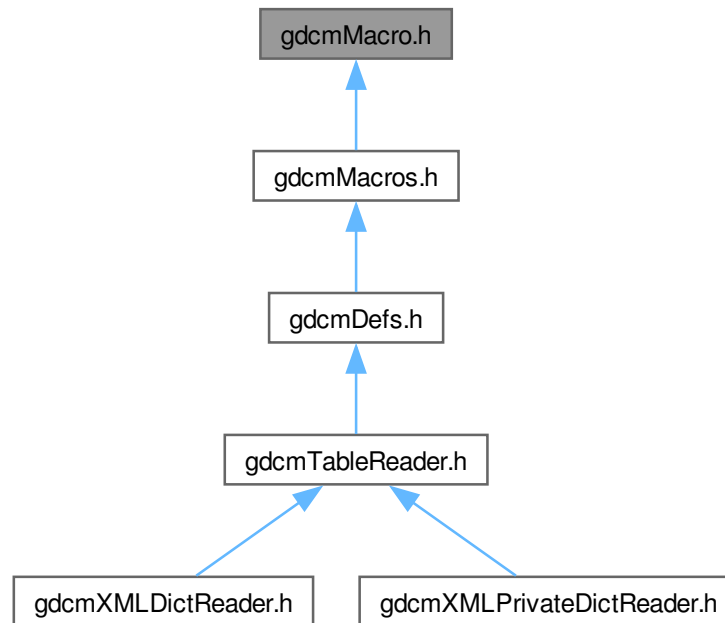 gdcmMacro.h
gdcmMacros.h
gdcmDefs.h
gdcmTableReader.h
gdcmXMLDictReader.h
gdcmXMLPrivateDictReader.h